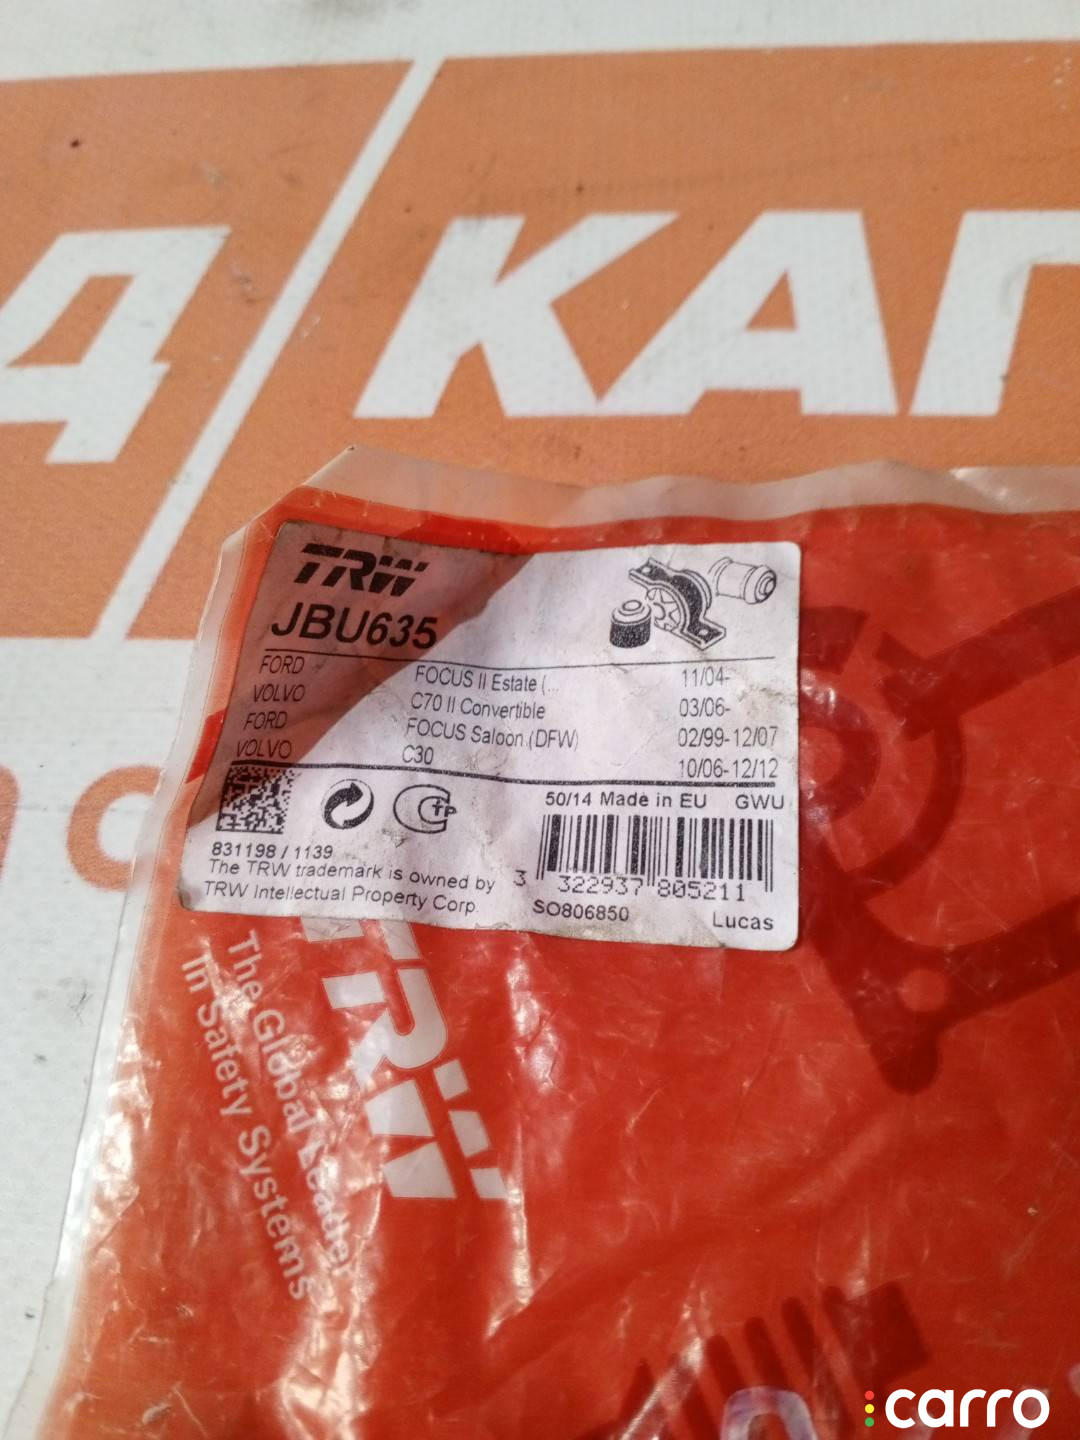 TRW
JBU635
FORD FOCUS II Estate (... 11/04-
VOLVO C70 II Convertible 03/06-
FORD FOCUS Saloon (DFW) 02/99-12/07
VOLVO C30 10/06-12/12
50/14 Made in EU GWU
831198 / 1139
The TRW trademark is owned by
TRW Intellectual Property Corp.
3 322937 805211
SO806850 Lucas
TRW
The Global Leader
In Safety Systems
carro